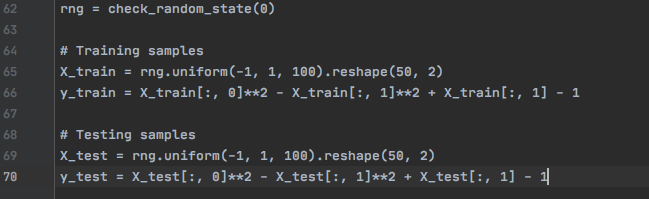 62 rng = check_random_state(0)
63
64 # Training samples
65 X_train = rng.uniform(-1, 1, 100).reshape(50, 2)
66 y_train = X_train[:, 0]**2 - X_train[:, 1]**2 + X_train[:, 1] - 1
67
68 # Testing samples
69 X_test = rng.uniform(-1, 1, 100).reshape(50, 2)
70 y_test = X_test[:, 0]**2 - X_test[:, 1]**2 + X_test[:, 1] - 1